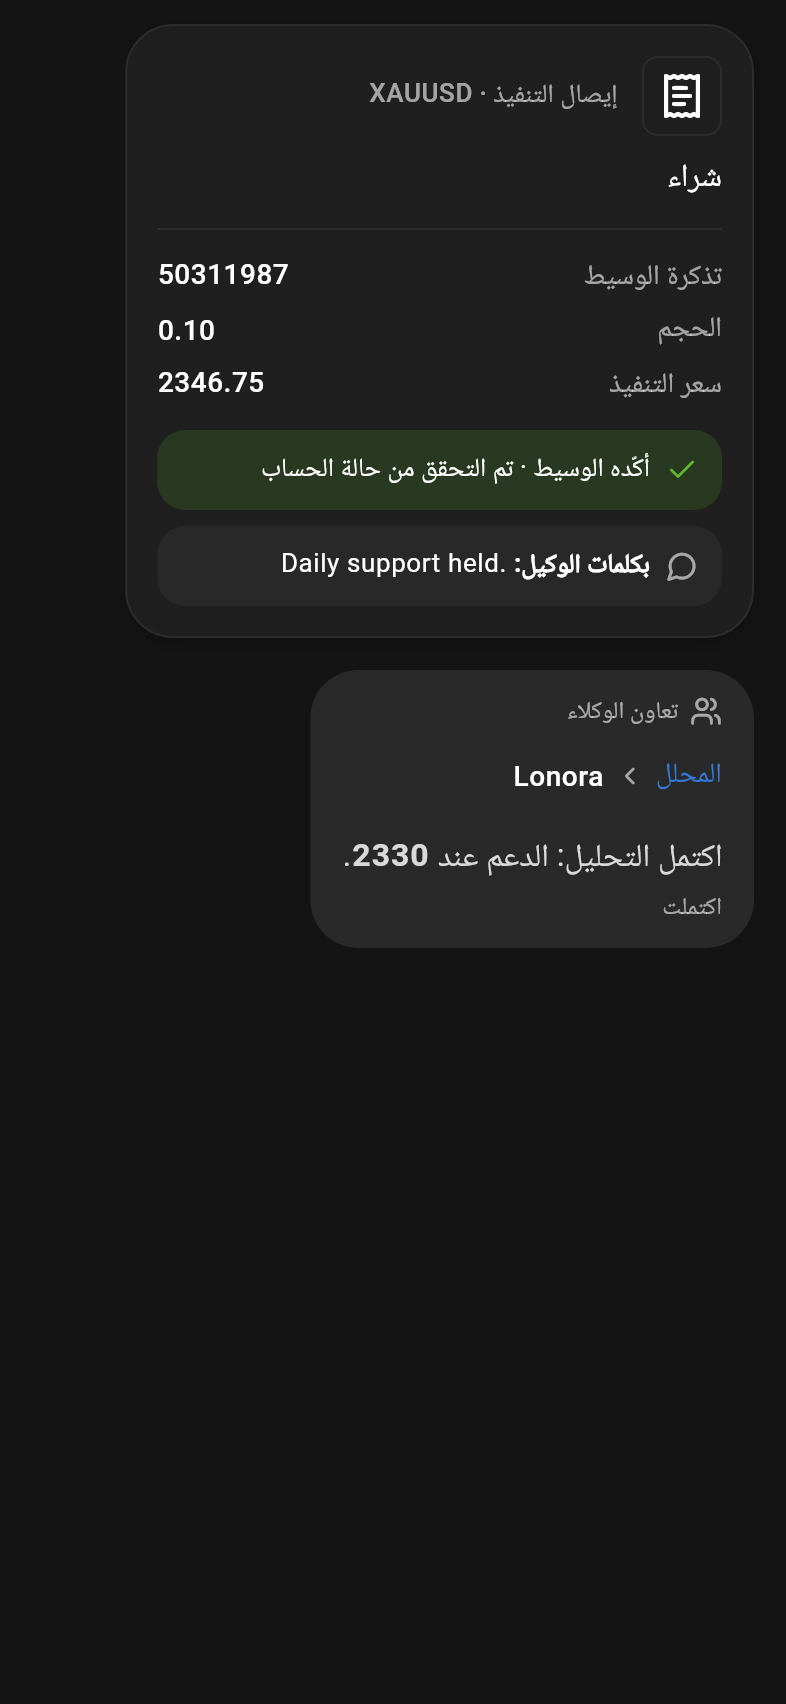 إيصال التنفيذ · XAUUSD
شراء
تذكرة الوسيط 50311987
الحجم 0.10
سعر التنفيذ 2346.75
أكّده الوسيط · تم التحقق من حالة الحساب
بكلمات الوكيل: Daily support held.
تعاون الوكلاء
المحلل Lonora
اكتمل التحليل: الدعم عند 2330.
اكتملت